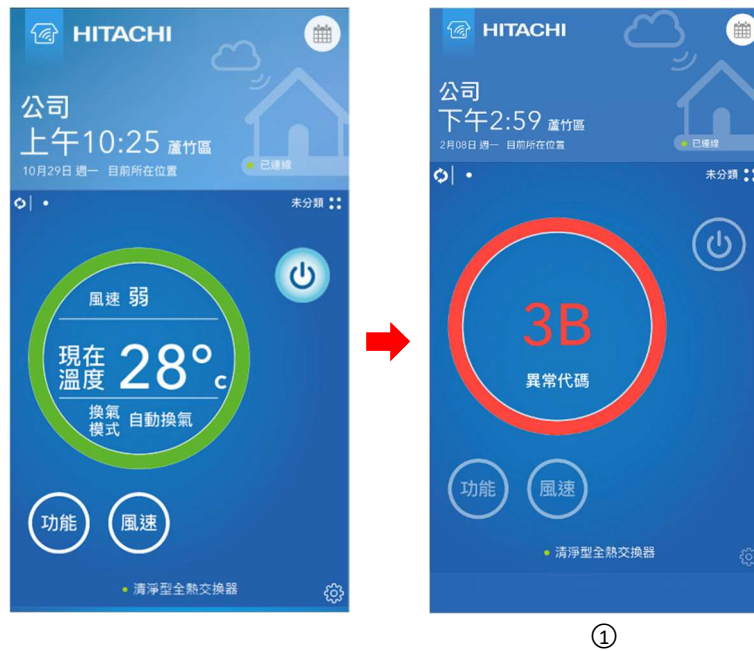 HITACHI
公司
上午10:25 蘆竹區
10月29日 週一 目前所在位置
已連線
未分類
風速 弱
現在溫度 28°c
換氣模式 自動換氣
功能 風速
清淨型全熱交換器
HITACHI
公司
下午2:59 蘆竹區
2月08日 週一 目前所在位置
已連線
未分類
3B
異常代碼
功能 風速
清淨型全熱交換器
①